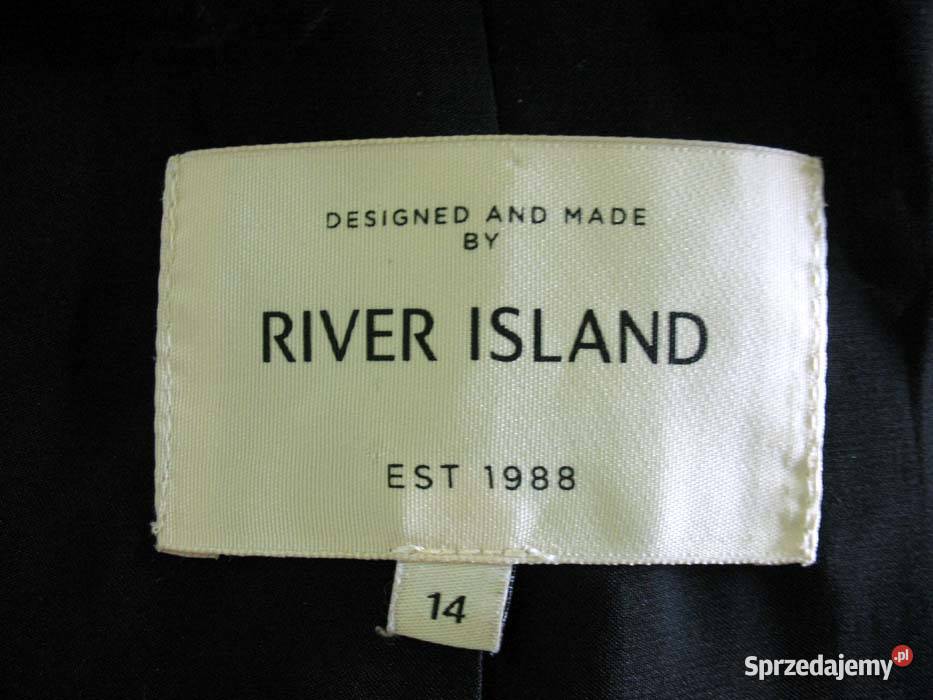 DESIGNED AND MADE
BY
RIVER ISLAND
EST 1988
14
Sprzedajemy.pl